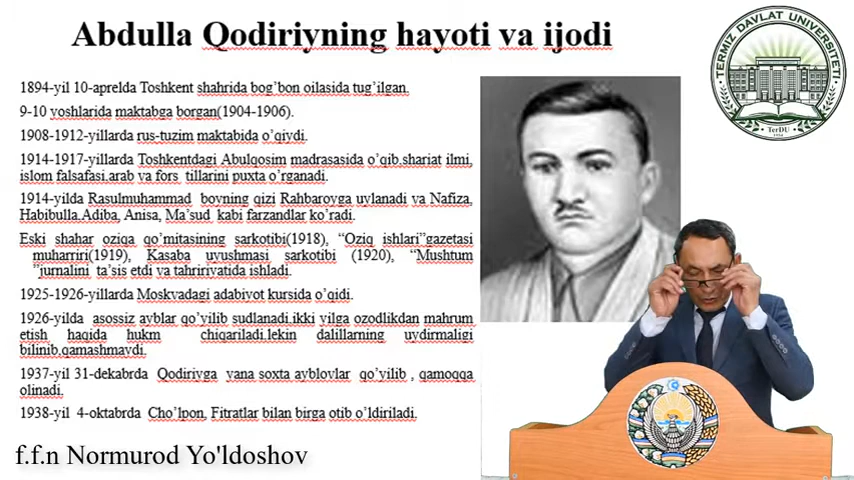 Abdulla Qodiriyning hayoti va ijodi
TERMIZ DAVLAT UNIVERSITETI
TerDU
1894-yil 10-aprelda Toshkent shahrida bog’bon oilasida tug’ilgan.
9-10 yoshlarida maktabga borgan(1904-1906).
1908-1912-yillarda rus-tuzim maktabida o’qiydi.
1914-1917-yillarda Toshkentdagi Abulqosim madrasasida o’qib,shariat ilmi,
islom falsafasi,arab va fors tillarini puxta o’rganadi.
1914-yilda Rasulmuhammad boyning qizi Rahbaroyga uylanadi va Nafiza,
Habibulla,Adiba, Anisa, Ma’sud kabi farzandlar ko’radi.
Eski shahar oziqa qo’mitasining sarkotibi(1918), “Oziq ishlari”gazetasi
muharriri(1919), Kasaba uyushmasi sarkotibi (1920), “Mushtum
”jurnalini ta’sis etdi va tahririyatida ishladi.
1925-1926-yillarda Moskvadagi adabiyot kursida o’qidi.
1926-yilda asossiz ayblar qo’yilib sudlanadi.ikki yilga ozodlikdan mahrum
etish haqida hukm chiqariladi.lekin dalillarning uydirmaligi
bilinib,qamashmaydi.
1937-yil 31-dekabrda Qodiriyga yana soxta ayblovlar qo’yilib , qamoqqa
olinadi.
1938-yil 4-oktabrda Cho’lpon, Fitratlar bilan birga otib o’ldiriladi.
f.f.n Normurod Yo'ldoshov